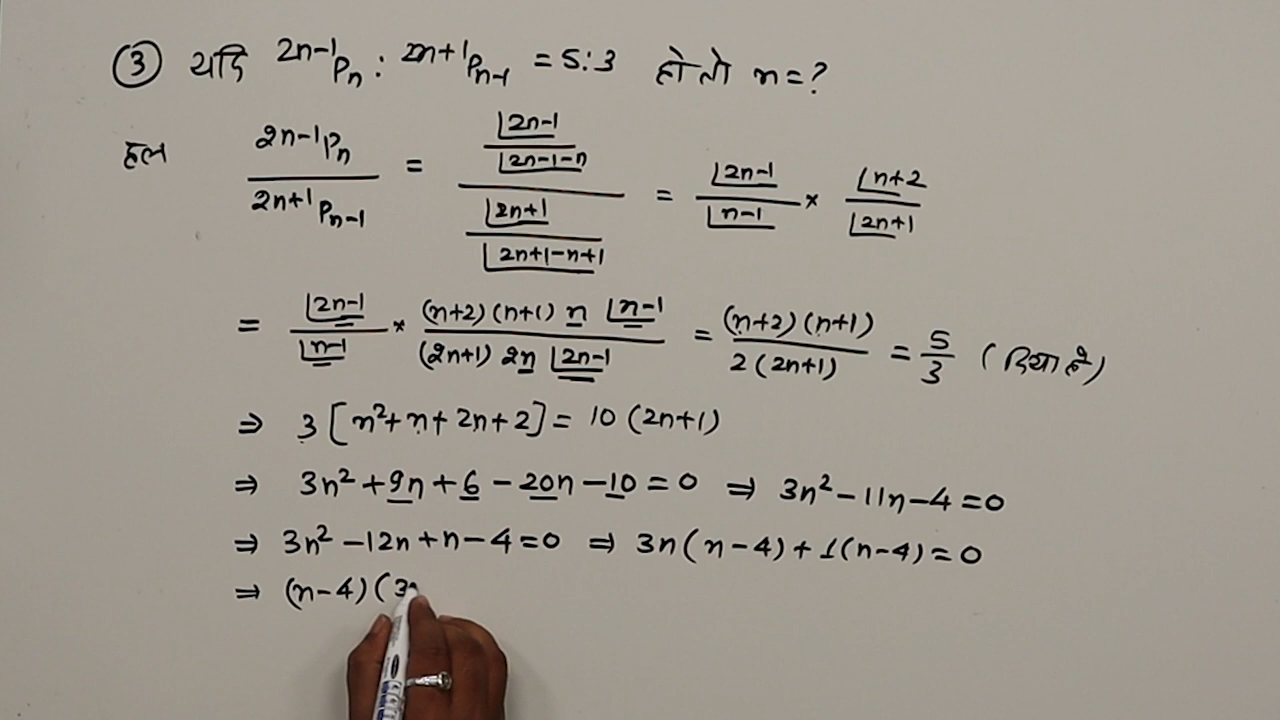 ③ यदि 2n-1Pn : 2n+1Pn-1 = 5:3 हो तो n=?
हल 2n-1Pn / 2n+1Pn-1 = (⌊2n-1 / ⌊2n-1-n) / (⌊2n+1 / ⌊2n+1-n+1) = ⌊2n-1 / ⌊n-1 × ⌊n+2 / ⌊2n+1
= ⌊2n-1 / ⌊n-1 × (n+2)(n+1) n ⌊n-1 / (2n+1) 2n ⌊2n-1 = (n+2)(n+1) / 2(2n+1) = 5/3 (दिया है)
⇒ 3[n²+n+2n+2] = 10(2n+1)
⇒ 3n²+9n+6-20n-10=0 ⇒ 3n²-11n-4=0
⇒ 3n²-12n+n-4=0 ⇒ 3n(n-4)+1(n-4)=0
⇒ (n-4)(3